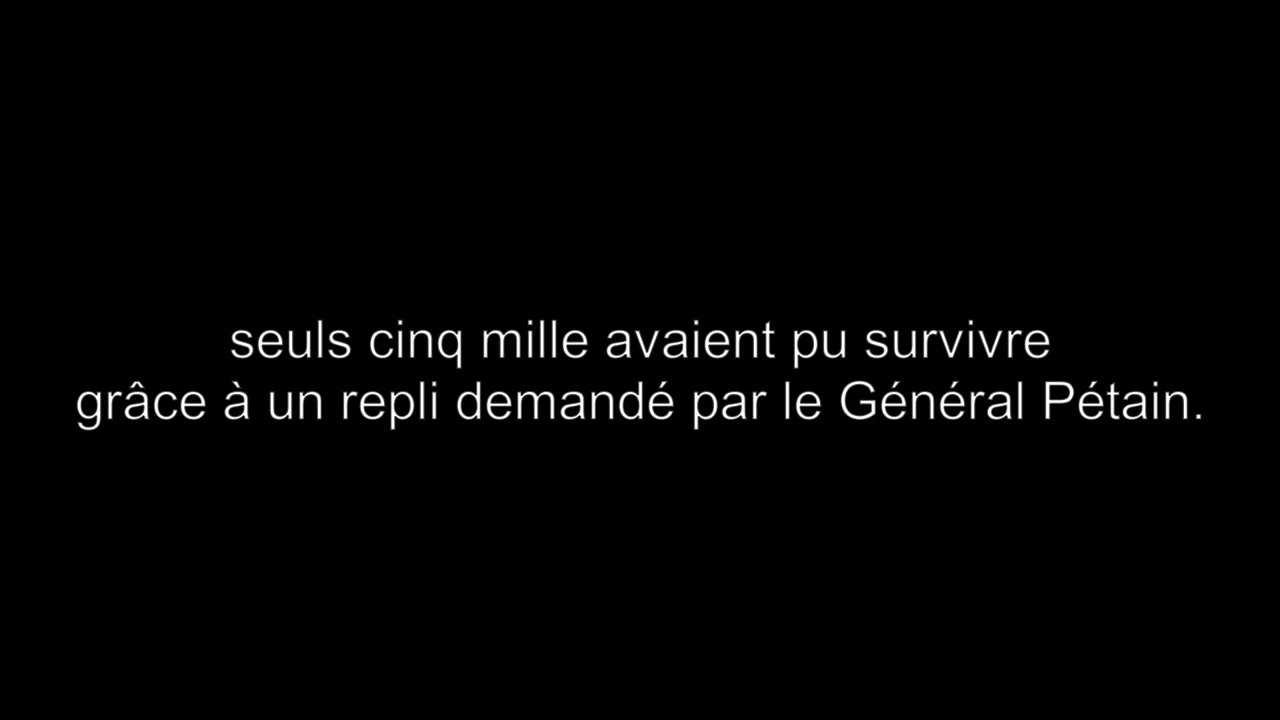 seuls cinq mille avaient pu survivre
grâce à un repli demandé par le Général Pétain.